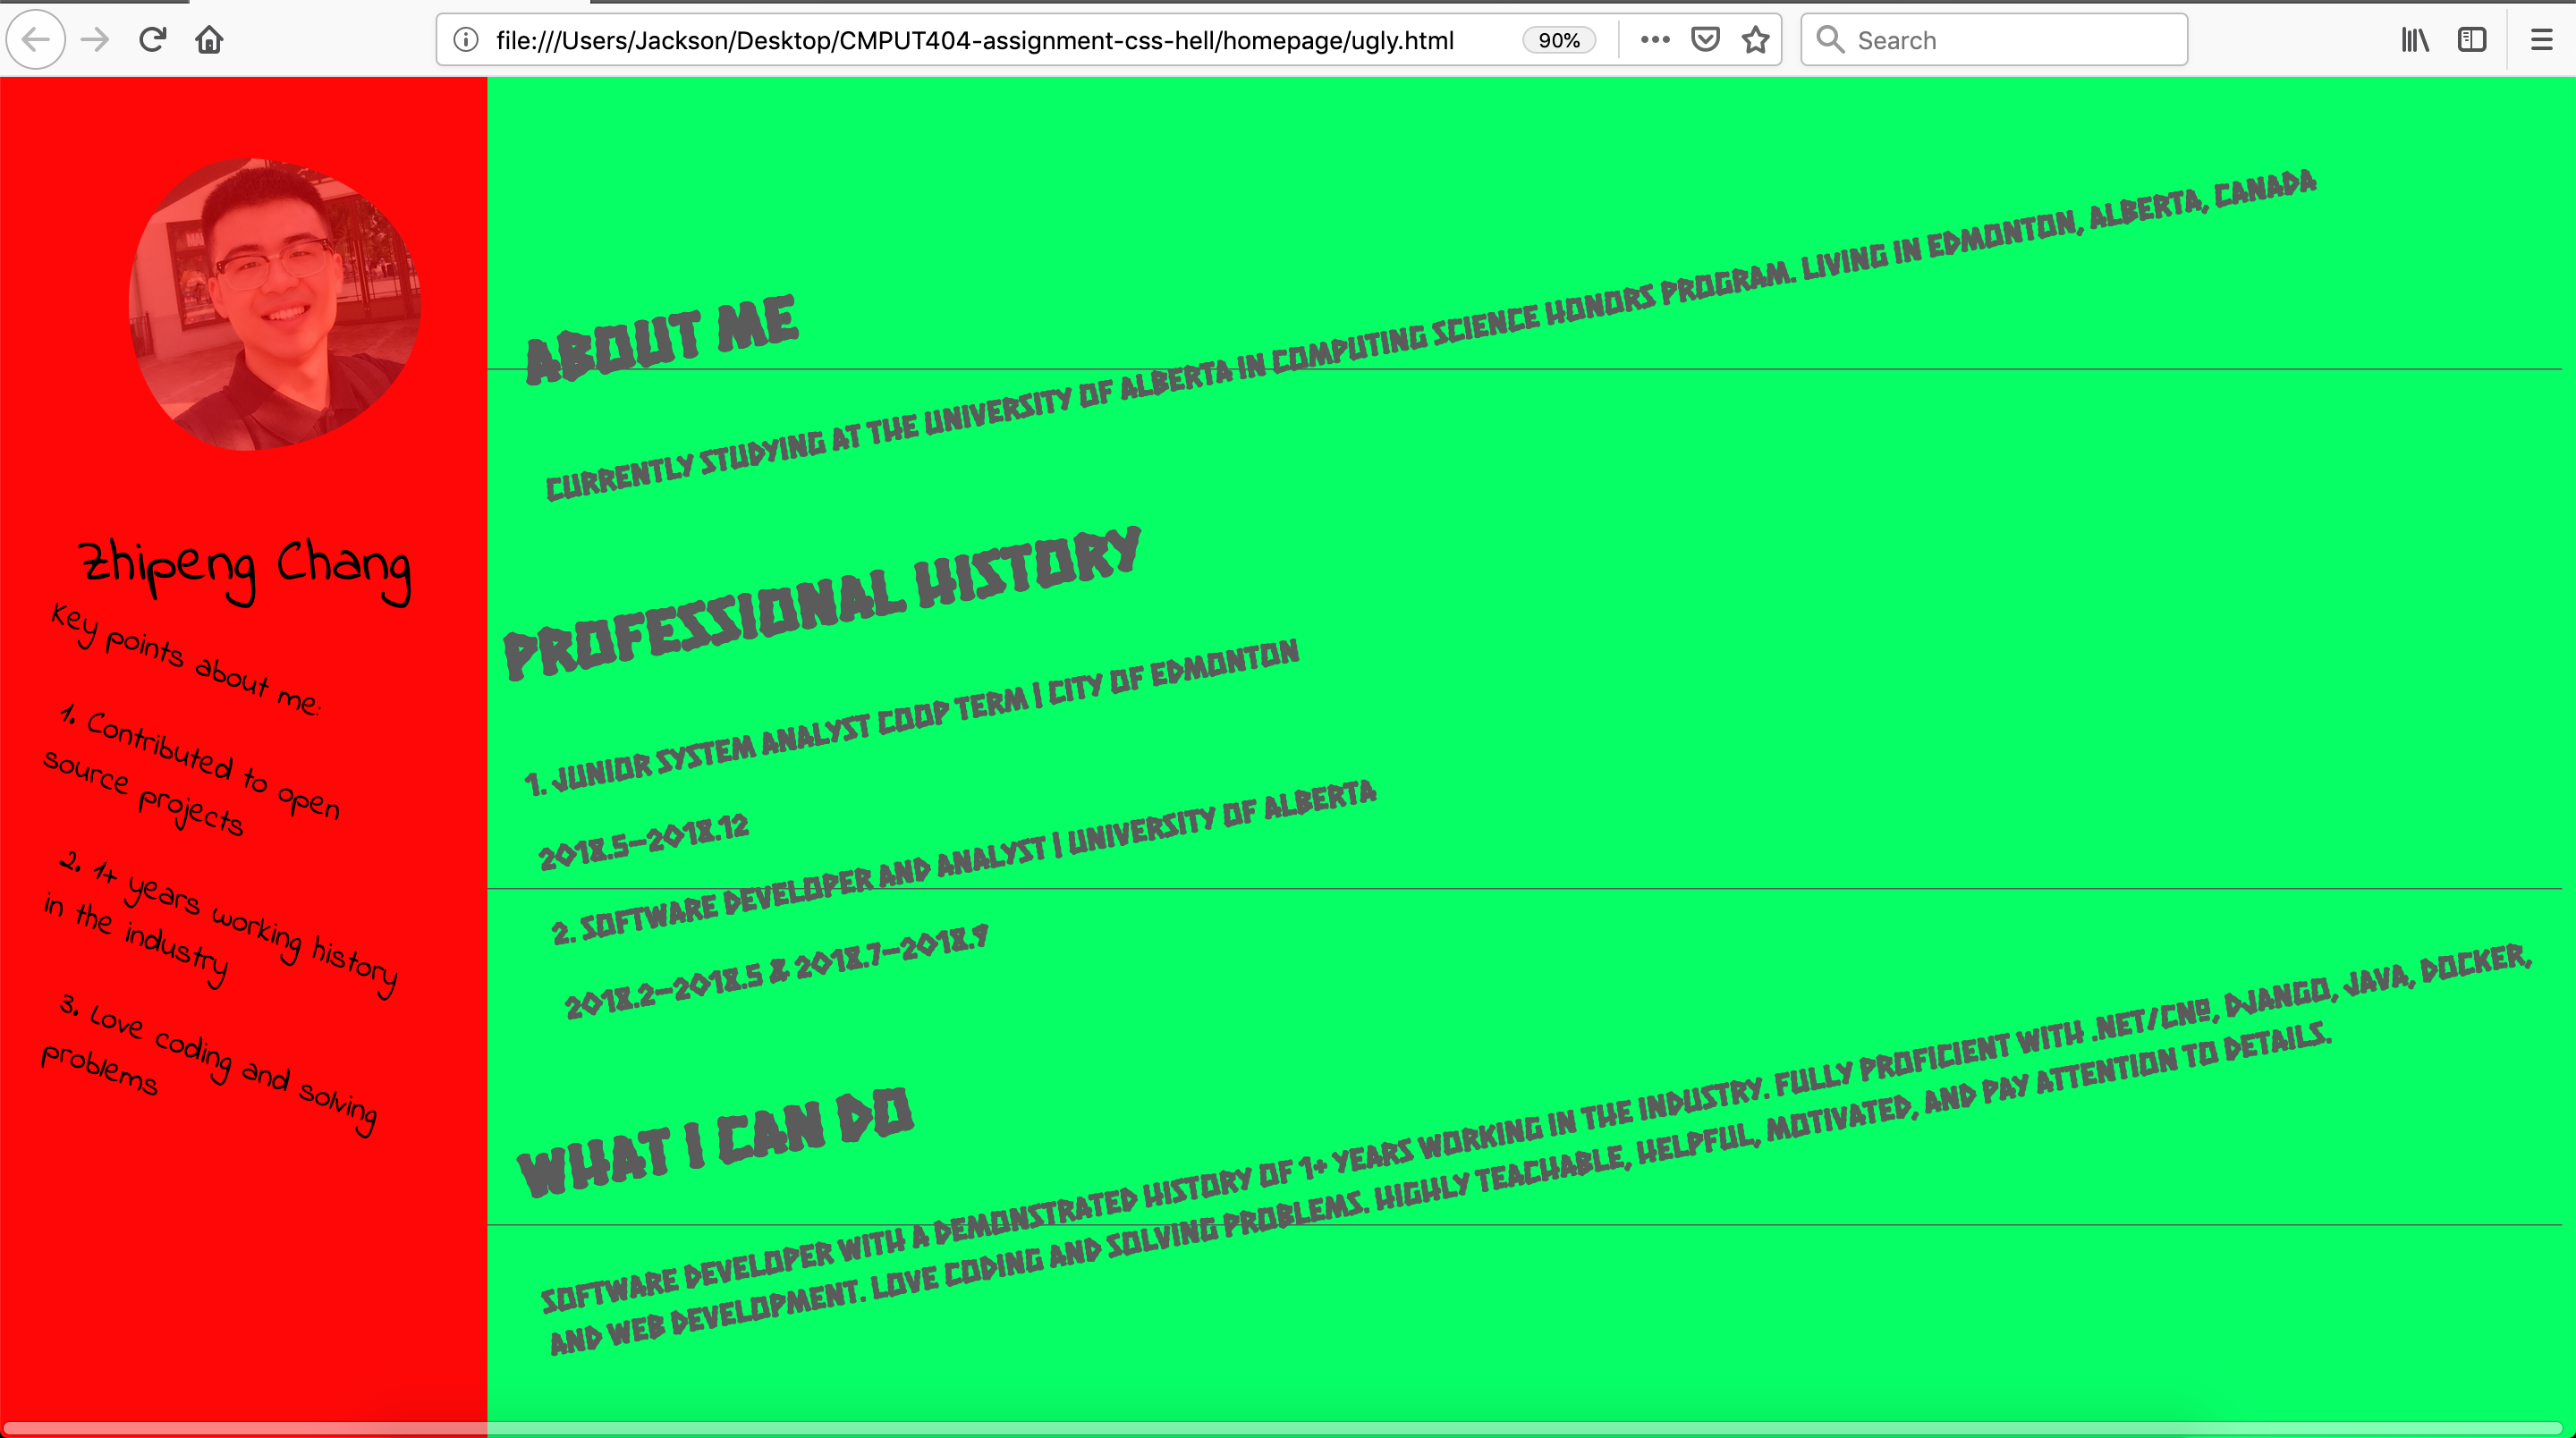 file:///Users/Jackson/Desktop/CMPUT404-assignment-css-hell/homepage/ugly.html
90%
Search
Zhipeng Chang
Key points about me:
1. Contributed to open
source projects
2. 1+ years working history
in the industry
3. Love coding and solving
problems
ABOUT ME
CURRENTLY STUDYING AT THE UNIVERSITY OF ALBERTA IN COMPUTING SCIENCE HONORS PROGRAM. LIVING IN EDMONTON, ALBERTA, CANADA
PROFESSIONAL HISTORY
1. JUNIOR SYSTEM ANALYST COOP TERM | CITY OF EDMONTON
2018.5-2018.12
2. SOFTWARE DEVELOPER AND ANALYST | UNIVERSITY OF ALBERTA
2018.2-2018.5 & 2018.7-2018.9
WHAT I CAN DO
SOFTWARE DEVELOPER WITH A DEMONSTRATED HISTORY OF 1+ YEARS WORKING IN THE INDUSTRY. FULLY PROFICIENT WITH .NET/CNº, DJANGO, JAVA, DOCKER,
AND WEB DEVELOPMENT. LOVE CODING AND SOLVING PROBLEMS. HIGHLY TEACHABLE, HELPFUL, MOTIVATED, AND PAY ATTENTION TO DETAILS.